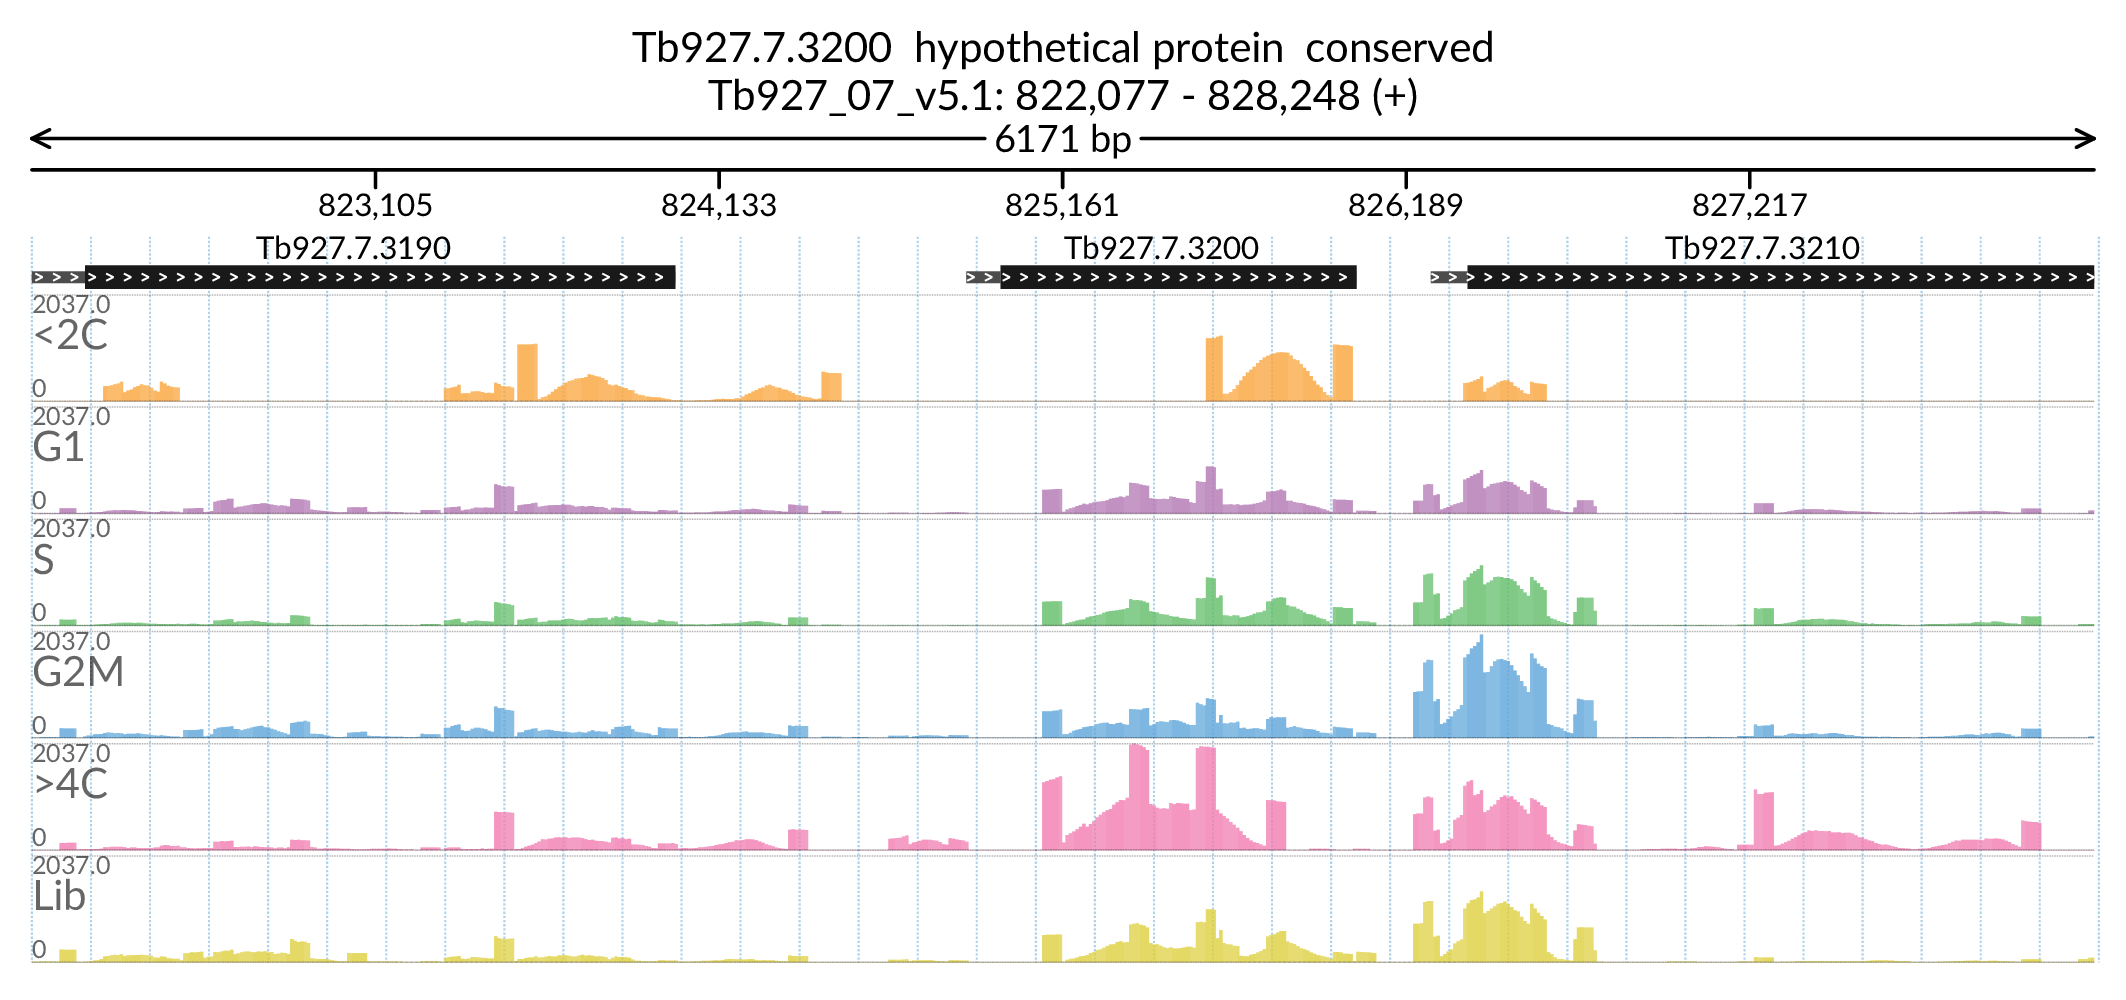 Tb927.7.3200 hypothetical protein conserved
Tb927_07_v5.1: 822,077 - 828,248 (+)
6171 bp
823,105 824,133 825,161 826,189 827,217
Tb927.7.3190 Tb927.7.3200 Tb927.7.3210
2037.0
<2C
0
2037.0
G1
0
2037.0
S
0
2037.0
G2M
0
2037.0
>4C
0
2037.0
Lib
0